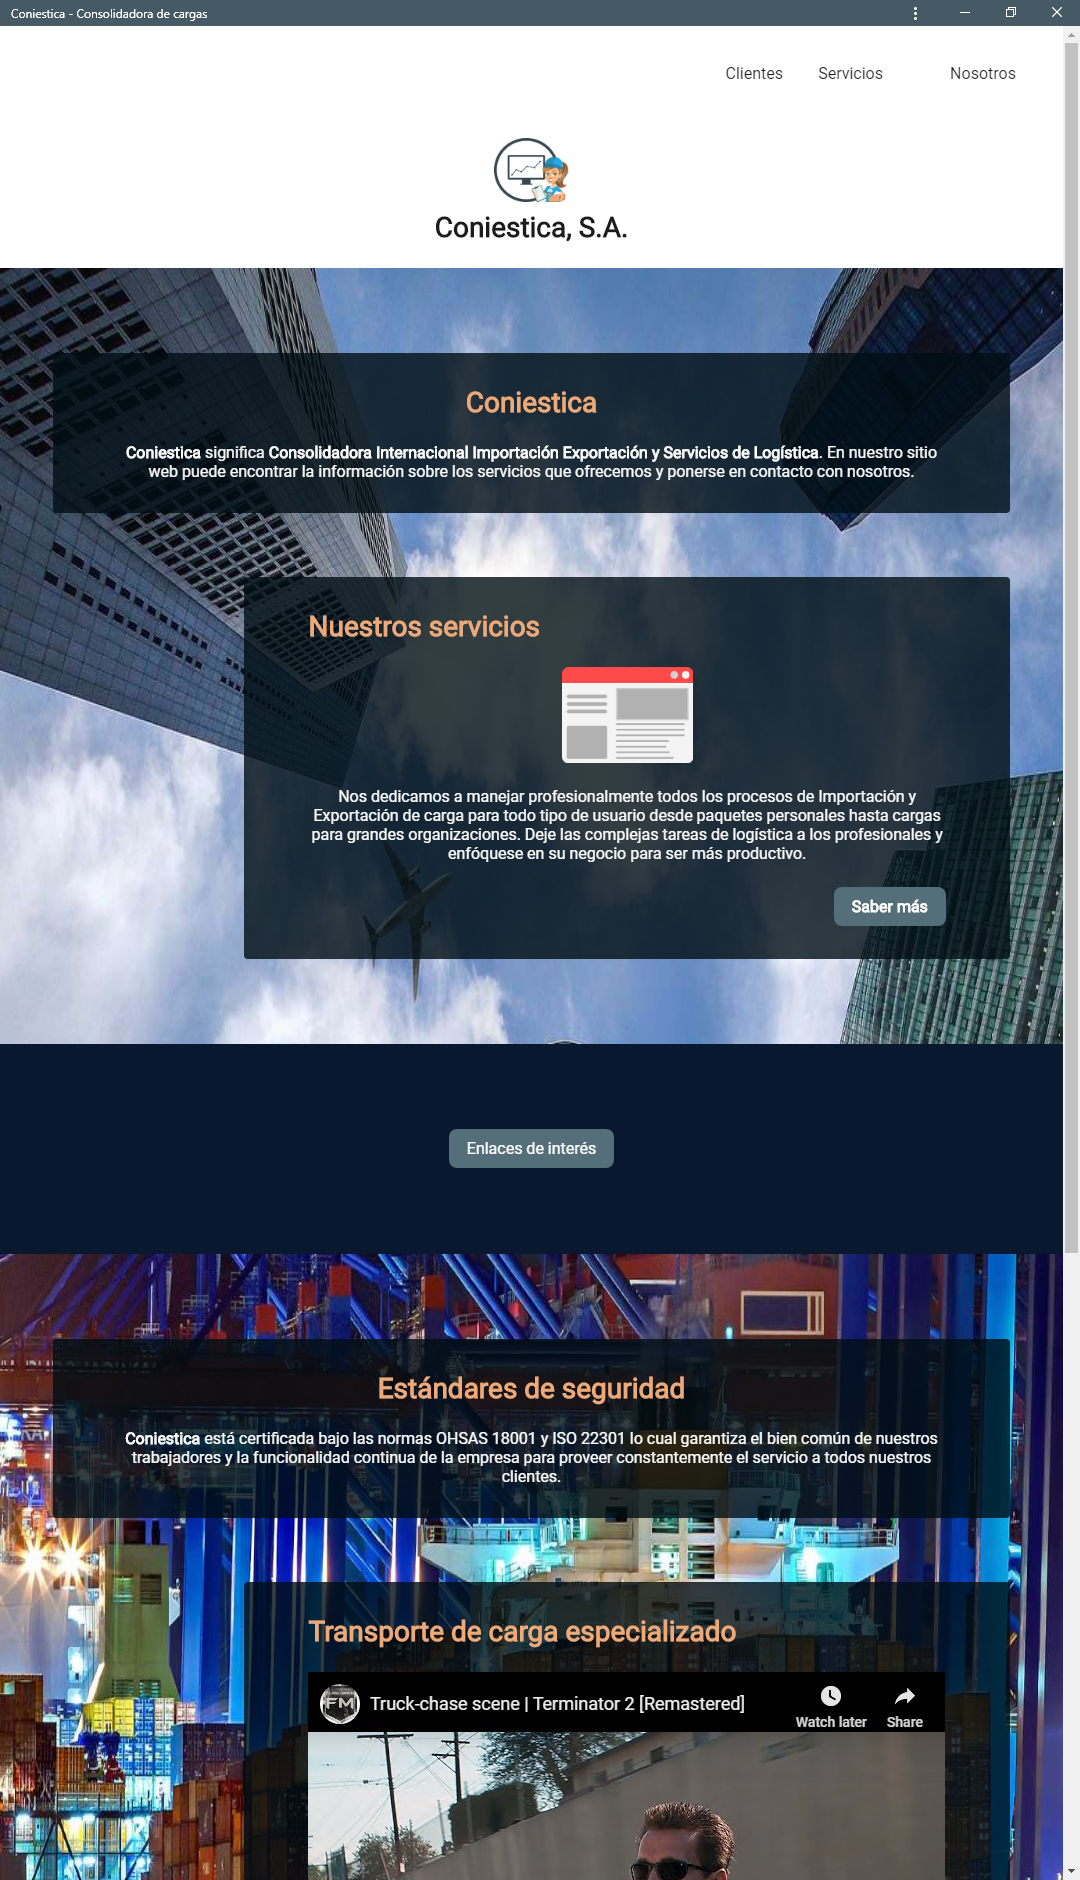 Coniestica - Consolidadora de cargas
Clientes Servicios Nosotros
Coniestica, S.A.
Coniestica
Coniestica significa Consolidadora Internacional Importación Exportación y Servicios de Logística. En nuestro sitio
web puede encontrar la información sobre los servicios que ofrecemos y ponerse en contacto con nosotros.
Nuestros servicios
Nos dedicamos a manejar profesionalmente todos los procesos de Importación y
Exportación de carga para todo tipo de usuario desde paquetes personales hasta cargas
para grandes organizaciones. Deje las complejas tareas de logística a los profesionales y
enfóquese en su negocio para ser más productivo.
Saber más
Enlaces de interés
Estándares de seguridad
Coniestica está certificada bajo las normas OHSAS 18001 y ISO 22301 lo cual garantiza el bien común de nuestros
trabajadores y la funcionalidad continua de la empresa para proveer constantemente el servicio a todos nuestros
clientes.
Transporte de carga especializado
FM
Truck-chase scene | Terminator 2 [Remastered]
Watch later Share